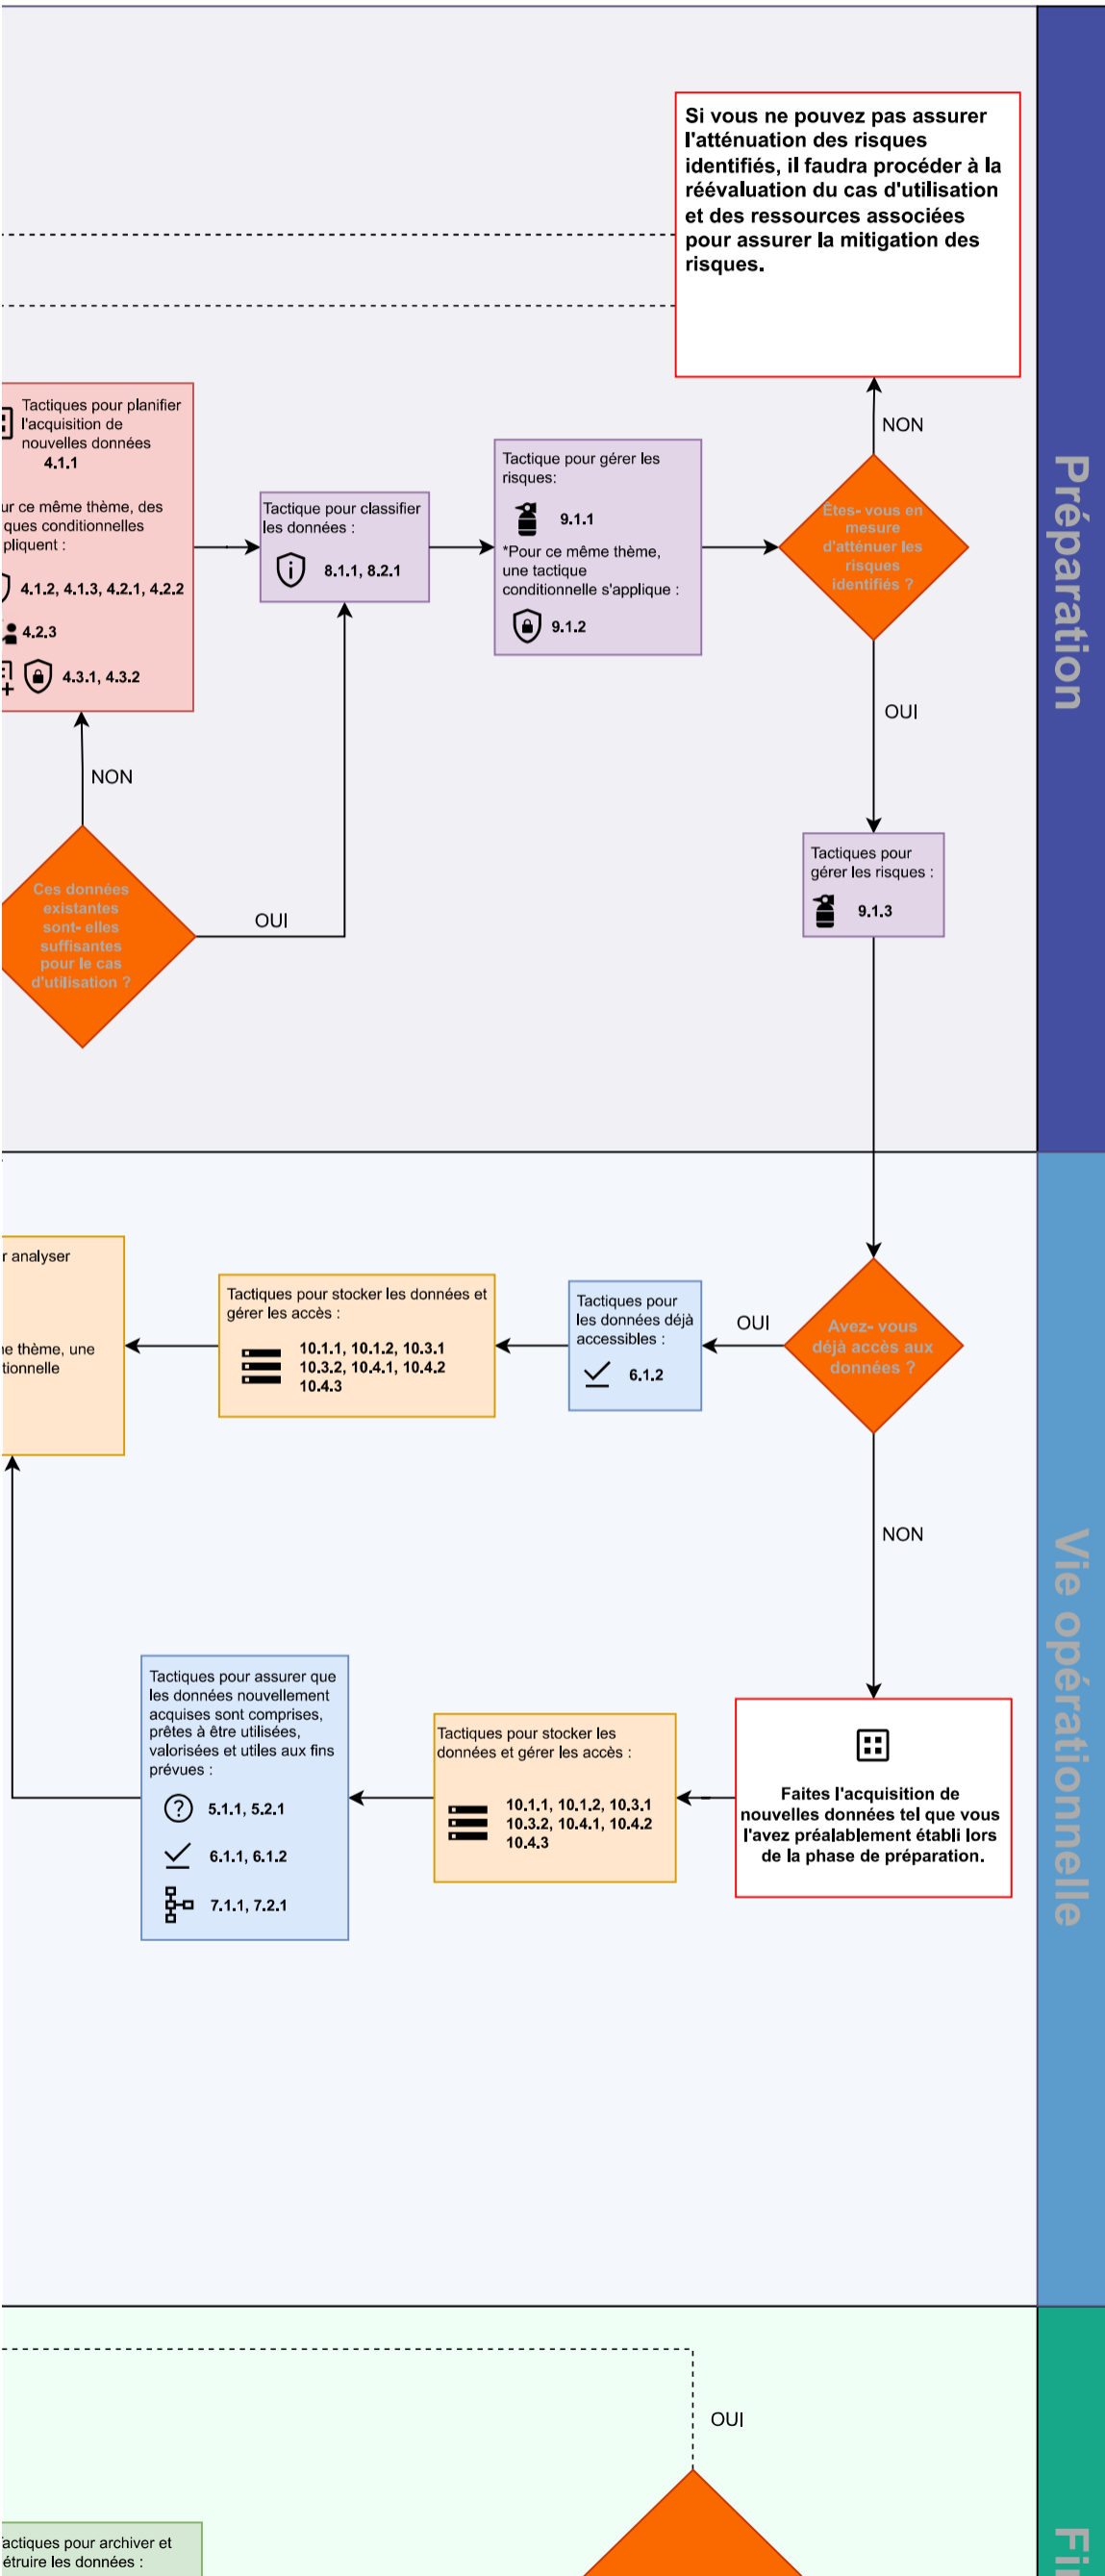 Si vous ne pouvez pas assurer
l'atténuation des risques
identifiés, il faudra procéder à la
réévaluation du cas d'utilisation
et des ressources associées
pour assurer la mitigation des
risques.
NON
Tactiques pour planifier
l'acquisition de
nouvelles données
4.1.1
ur ce même thème, des
ques conditionnelles
pliquent :
4.1.2, 4.1.3, 4.2.1, 4.2.2
4.2.3
4.3.1, 4.3.2
Tactique pour classifier
les données :
8.1.1, 8.2.1
Tactique pour gérer les
risques:
9.1.1
*Pour ce même thème,
une tactique
conditionnelle s'applique :
9.1.2
Êtes- vous en
mesure
d'atténuer les
risques
identifiés ?
Préparation
OUI
NON
Ces données
existantes
sont- elles
suffisantes
pour le cas
d'utilisation ?
OUI
Tactiques pour
gérer les risques :
9.1.3
r analyser
ne thème, une
tionnelle
Tactiques pour stocker les données et
gérer les accès :
10.1.1, 10.1.2, 10.3.1
10.3.2, 10.4.1, 10.4.2
10.4.3
Tactiques pour
les données déjà
accessibles :
6.1.2
OUI
Avez- vous
déjà accès aux
données ?
NON
Vie opérationnelle
Tactiques pour assurer que
les données nouvellement
acquises sont comprises,
prêtes à être utilisées,
valorisées et utiles aux fins
prévues :
5.1.1, 5.2.1
6.1.1, 6.1.2
7.1.1, 7.2.1
Tactiques pour stocker les
données et gérer les accès :
10.1.1, 10.1.2, 10.3.1
10.3.2, 10.4.1, 10.4.2
10.4.3
Faites l'acquisition de
nouvelles données tel que vous
l'avez préalablement établi lors
de la phase de préparation.
OUI
actiques pour archiver et
étruire les données :
Fi